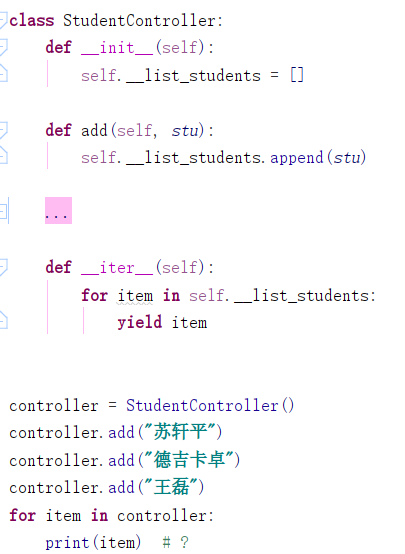 class StudentController:
    def __init__(self):
        self.__list_students = []
    def add(self, stu):
        self.__list_students.append(stu)
    ...
    def __iter__(self):
        for item in self.__list_students:
            yield item
controller = StudentController()
controller.add("苏轩平")
controller.add("德吉卡卓")
controller.add("王磊")
for item in controller:
    print(item)  # ?